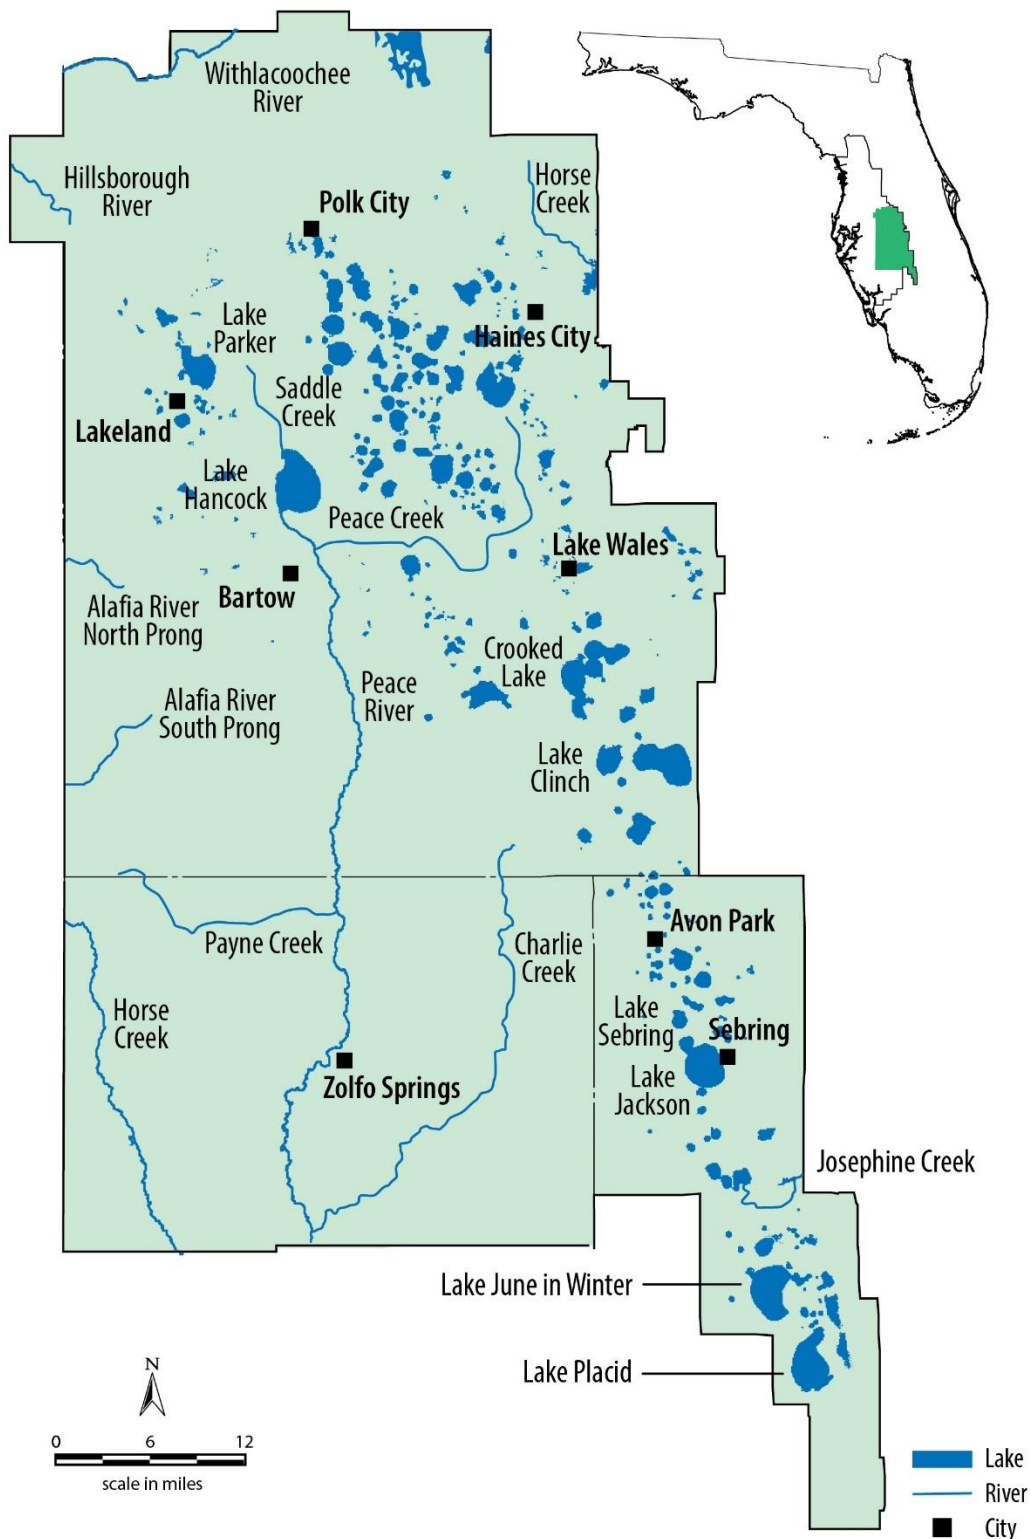 Withlacoochee
River
Hillsborough
River
Horse
Creek
Polk City
Lake
Parker
Haines City
Saddle
Creek
Lakeland
Lake
Hancock
Peace Creek
Lake Wales
Bartow
Alafia River
North Prong
Crooked
Lake
Peace
River
Alafia River
South Prong
Lake
Clinch
Avon Park
Payne Creek
Charlie
Creek
Horse
Creek
Lake
Sebring
Sebring
Zolfo Springs
Lake
Jackson
Josephine Creek
Lake June in Winter
Lake Placid
N
0 6 12
scale in miles
Lake
River
City